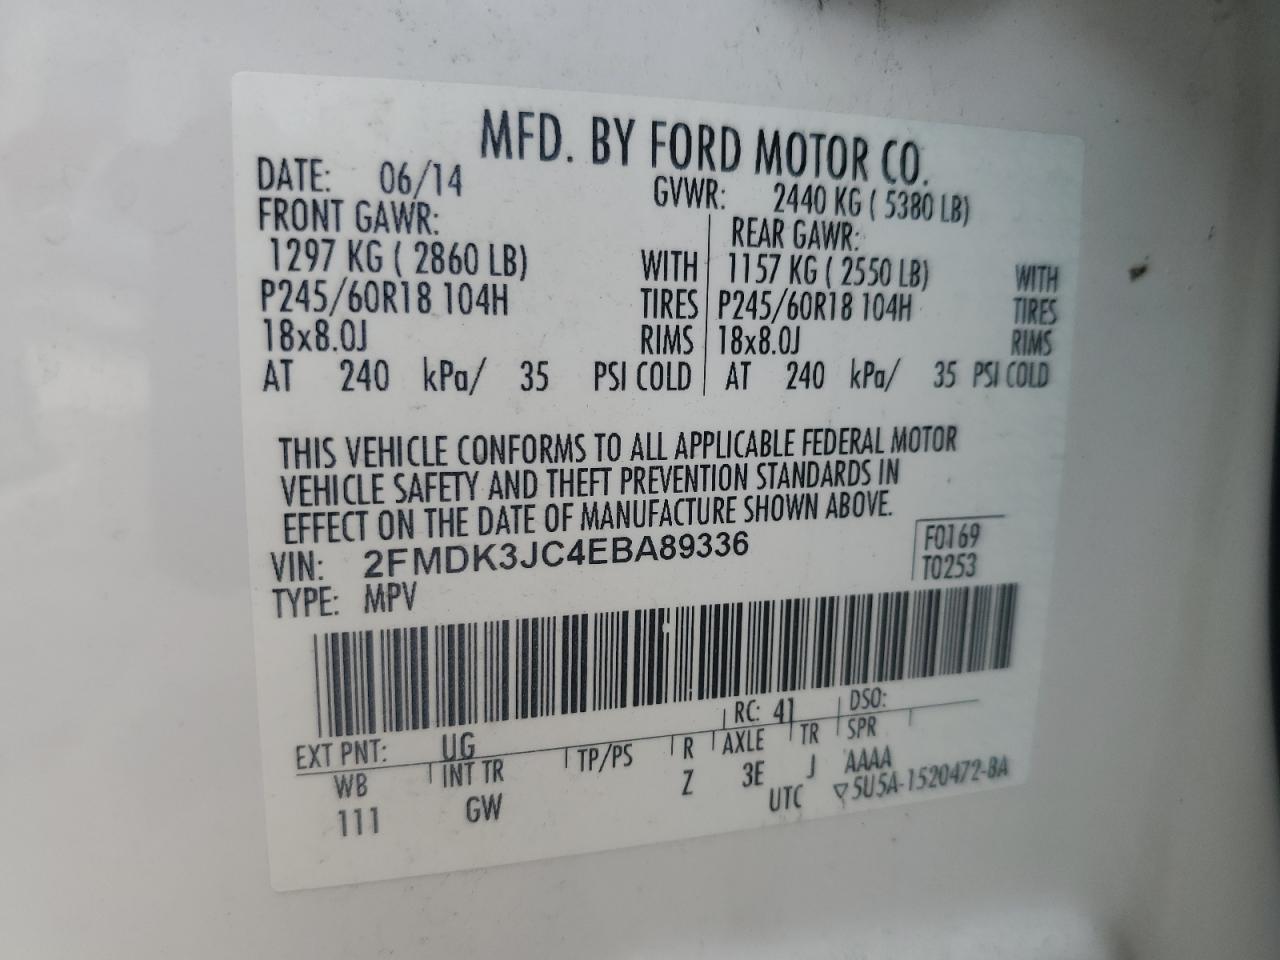 MFD. BY FORD MOTOR CO.
DATE: 06/14 GVWR: 2440 KG ( 5380 LB)
FRONT GAWR: REAR GAWR:
1297 KG ( 2860 LB) WITH 1157 KG ( 2550 LB) WITH
P245/60R18 104H TIRES P245/60R18 104H TIRES
18x8.0J RIMS 18x8.0J RIMS
AT 240 kPa/ 35 PSI COLD AT 240 kPa/ 35 PSI COLD
THIS VEHICLE CONFORMS TO ALL APPLICABLE FEDERAL MOTOR
VEHICLE SAFETY AND THEFT PREVENTION STANDARDS IN
EFFECT ON THE DATE OF MANUFACTURE SHOWN ABOVE.
VIN: 2FMDK3JC4EBA89336 F0169
TYPE: MPV T0253
RC: 41 DSO:
EXT PNT: UG
WB INT TR TP/PS R AXLE TR SPR
111 GW Z 3E J AAAA
UTC ▽5U5A-1520472-BA